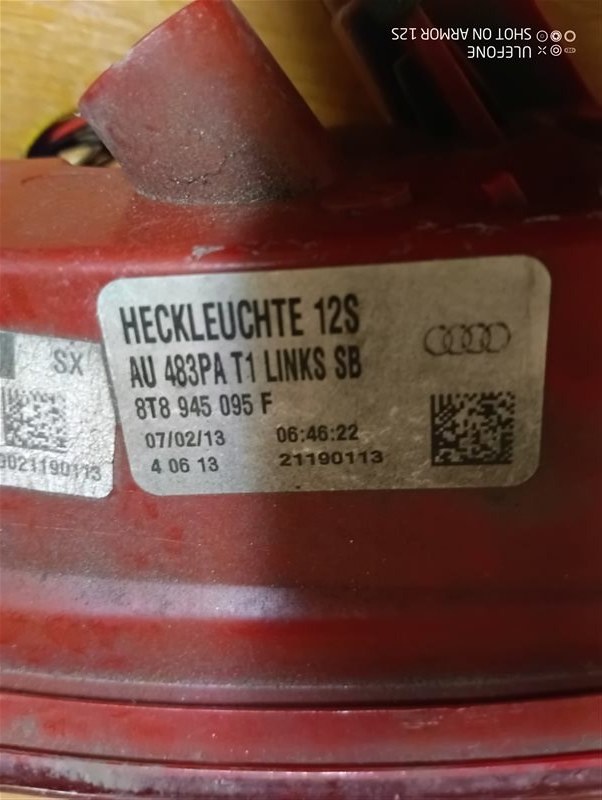 HECKLEUCHTE 12S
AU 483PA T1 LINKS SB
8T8 945 095 F
07/02/13 06:46:22
4 06 13 21190113
SX
0021190113
ULEFONE
SHOT ON ARMOR 12S